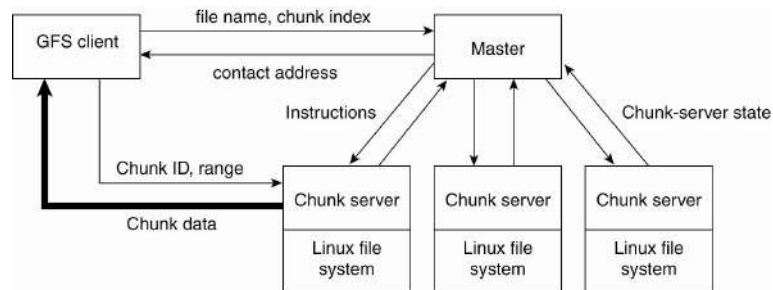 file name, chunk index
GFS client
Master
contact address
Instructions
Chunk-server state
Chunk ID, range
Chunk server
Chunk server
Chunk server
Chunk data
Linux file
system
Linux file
system
Linux file
system